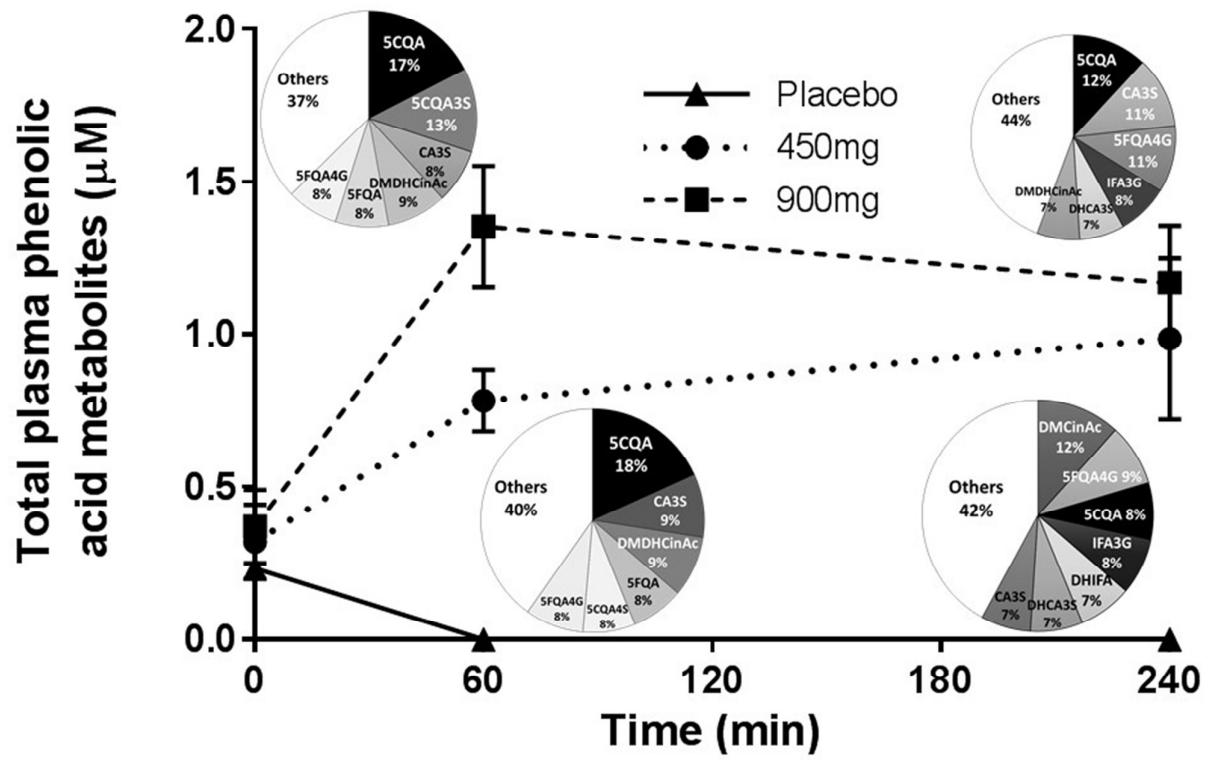 Total plasma phenolic
acid metabolites (μM)
2.0
1.5
1.0
0.5
0.0
0
60
120
180
240
Time (min)
Placebo
450mg
900mg
5CQA
17%
5CQA3S
13%
CA3S
8%
DMDHCinAc
9%
5FQA
8%
5FQA4G
8%
Others
37%
5CQA
12%
CA3S
11%
5FQA4G
11%
IFA3G
8%
DHCA3S
7%
DMDHCinAc
7%
Others
44%
5CQA
18%
CA3S
9%
DMDHCinAc
9%
5FQA
8%
5CQA4S
8%
5FQA4G
8%
Others
40%
DMCinAc
12%
5FQA4G 9%
5CQA 8%
IFA3G
8%
DHIFA
7%
DHCA3S
7%
CA3S
7%
Others
42%